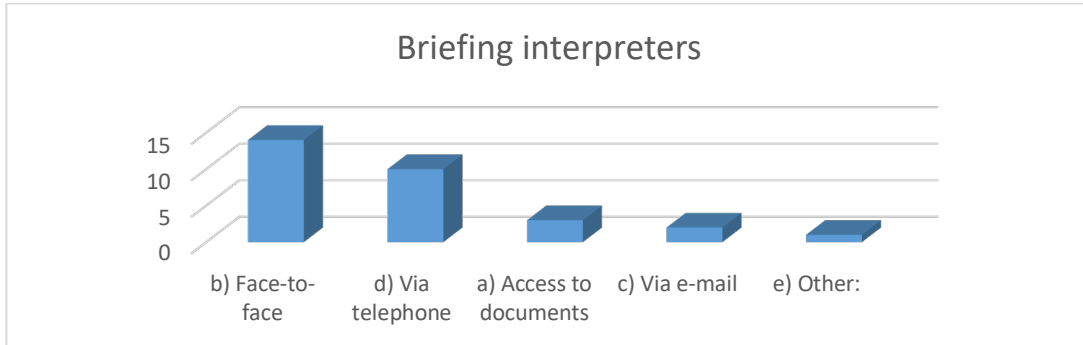 Briefing interpreters
15
10
5
0
b) Face-to-
face
d) Via
telephone
a) Access to
documents
c) Via e-mail
e) Other: